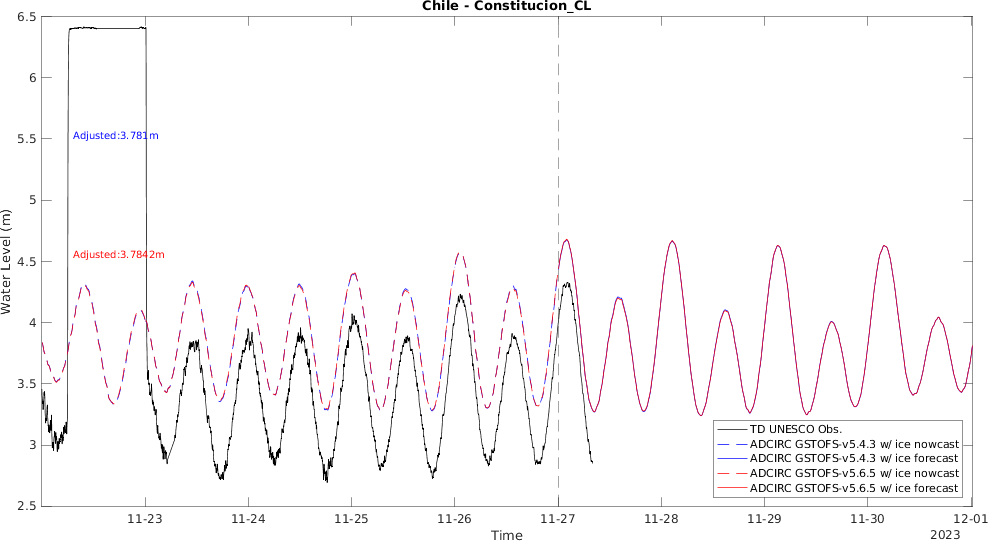 Chile - Constitucion_CL
6.5
6
5.5
5
4.5
4
3.5
3
2.5
Water Level (m)
Adjusted:3.781m
Adjusted:3.7842m
TD UNESCO Obs.
ADCIRC GSTOFS-v5.4.3 w/ ice nowcast
ADCIRC GSTOFS-v5.4.3 w/ ice forecast
ADCIRC GSTOFS-v5.6.5 w/ ice nowcast
ADCIRC GSTOFS-v5.6.5 w/ ice forecast
11-23 11-24 11-25 11-26 11-27 11-28 11-29 11-30 12-01
Time
2023